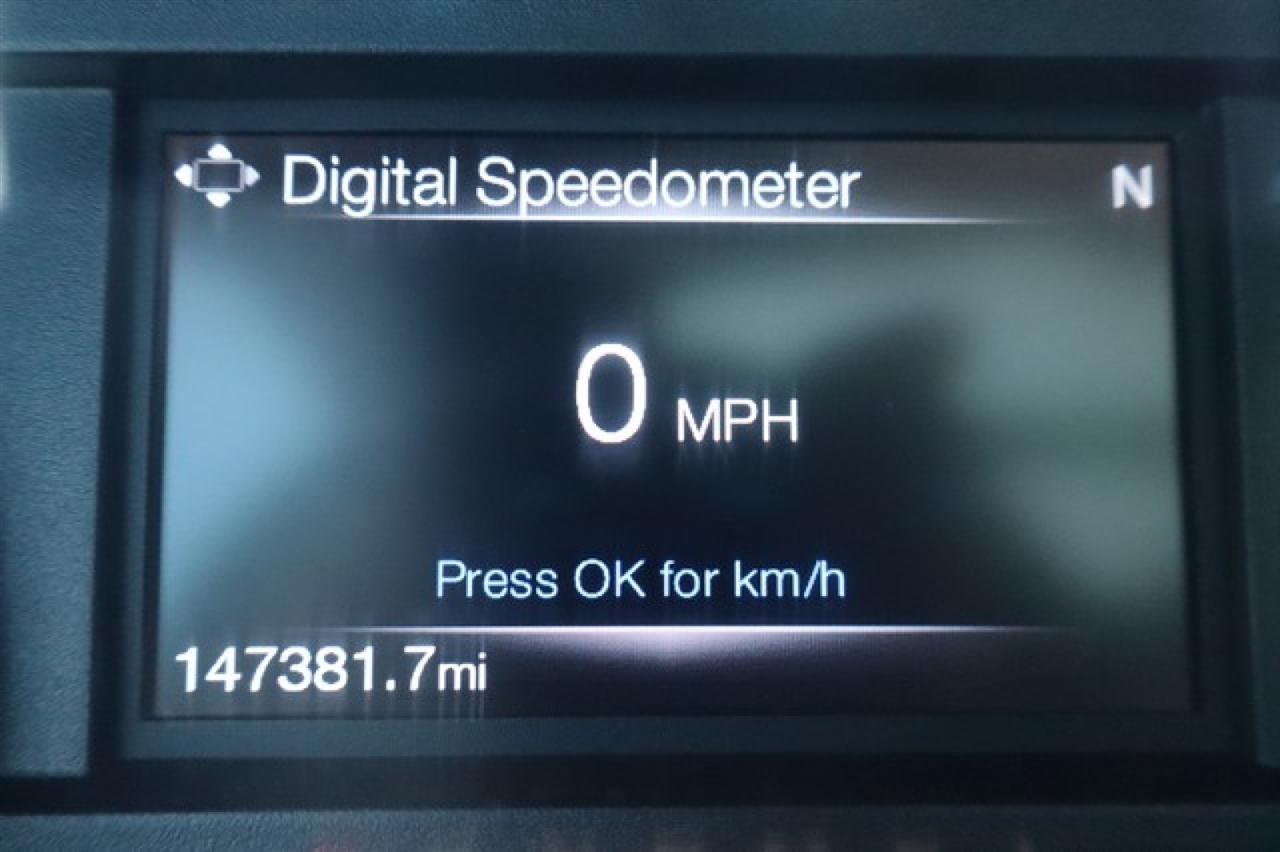 Digital Speedometer N
0 MPH
Press OK for km/h
147381.7mi